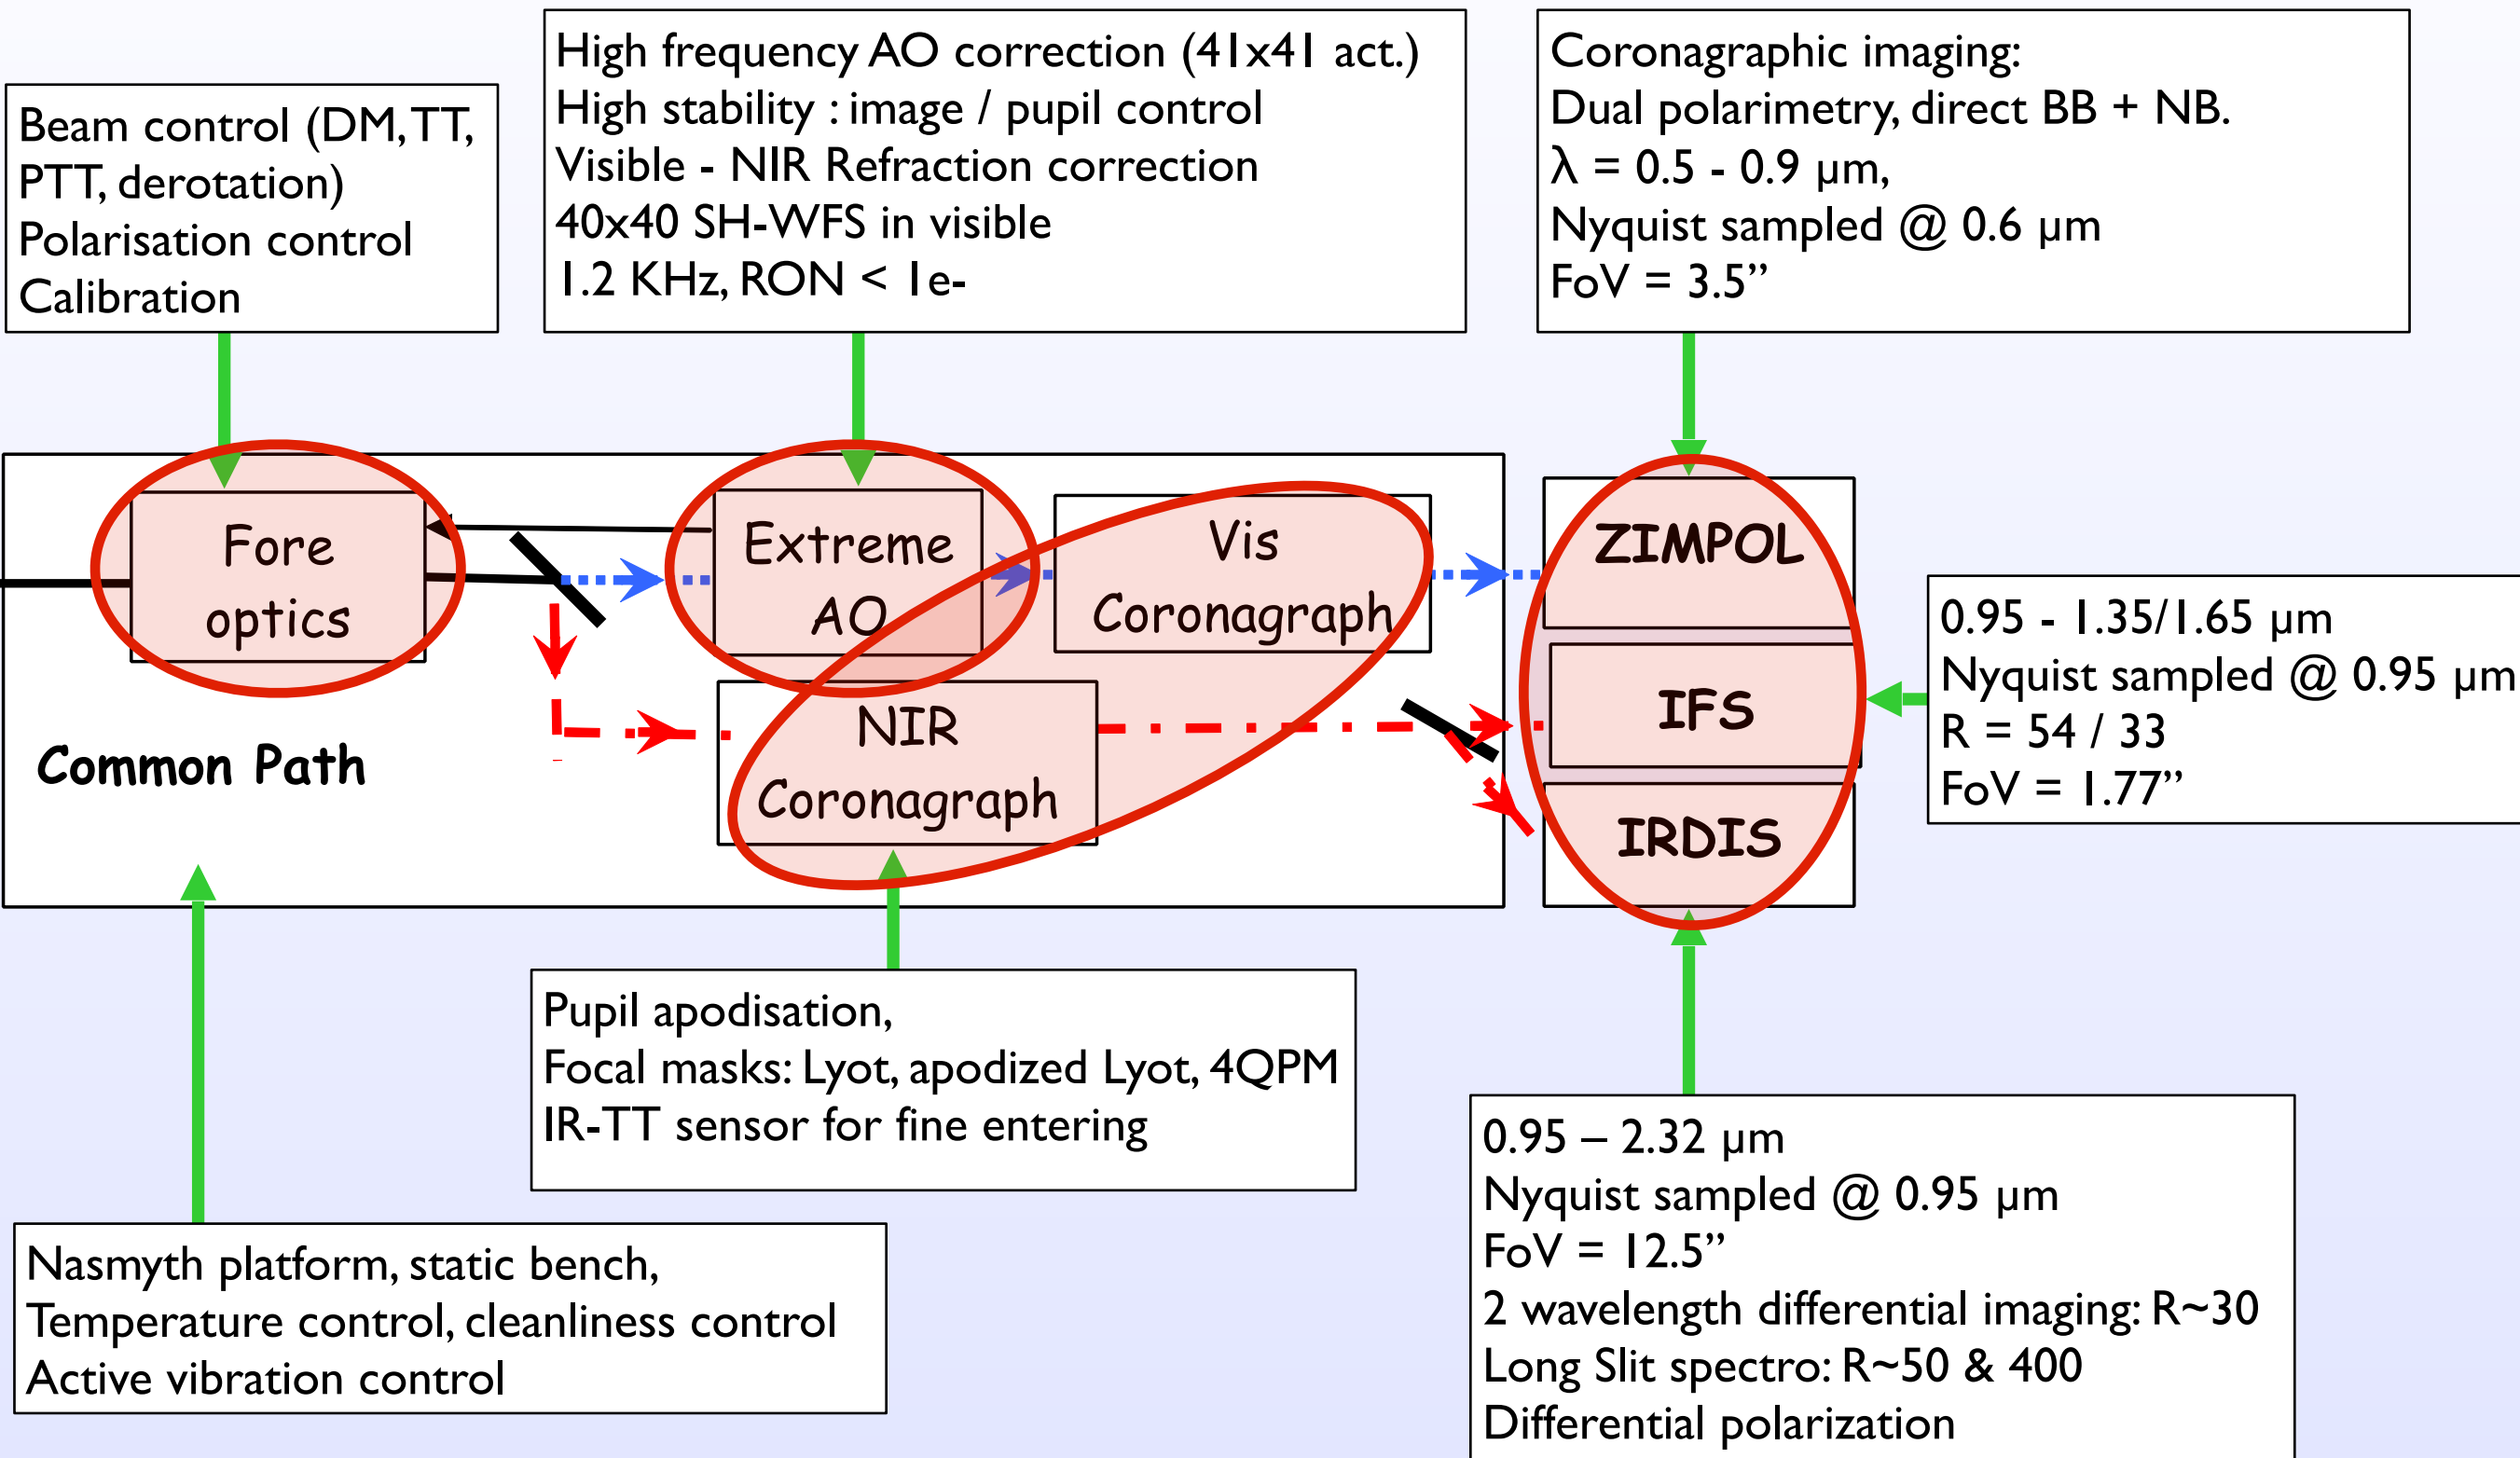 High frequency AO correction (41x41 act.)
High stability : image / pupil control
Visible - NIR Refraction correction
40x40 SH-WFS in visible
1.2 KHz, RON < 1e-
Coronagraphic imaging:
Dual polarimetry, direct BB + NB.
λ = 0.5 - 0.9 µm,
Nyquist sampled @ 0.6 µm
FoV = 3.5”
Beam control (DM, TT,
PTT, derotation)
Polarisation control
Calibration
Fore
optics
Extreme
AO
Vis
Coronagraph
ZIMPOL
IFS
IRDIS
NIR
Coronagraph
Common Path
0.95 - 1.35/1.65 µm
Nyquist sampled @ 0.95 µm
R = 54 / 33
FoV = 1.77”
Pupil apodisation,
Focal masks: Lyot, apodized Lyot, 4QPM
IR-TT sensor for fine entering
0.95 – 2.32 µm
Nyquist sampled @ 0.95 µm
FoV = 12.5”
2 wavelength differential imaging: R~30
Long Slit spectro: R~50 & 400
Differential polarization
Nasmyth platform, static bench,
Temperature control, cleanliness control
Active vibration control